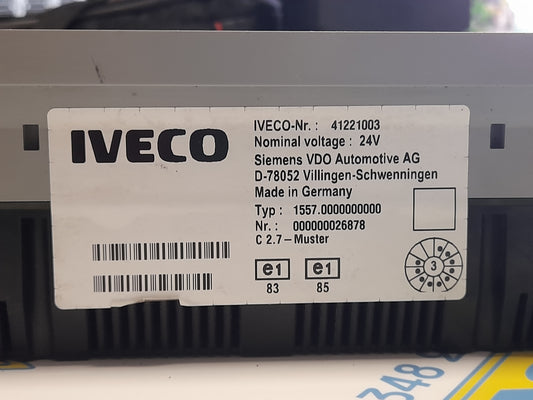 IVECO
IVECO-Nr. : 41221003
Nominal voltage : 24V
Siemens VDO Automotive AG
D-78052 Villingen-Schwenningen
Made in Germany
Typ : 1557.0000000000
Nr. : 000000026878
C 2.7-Muster
e1 e1
83 85
3
348